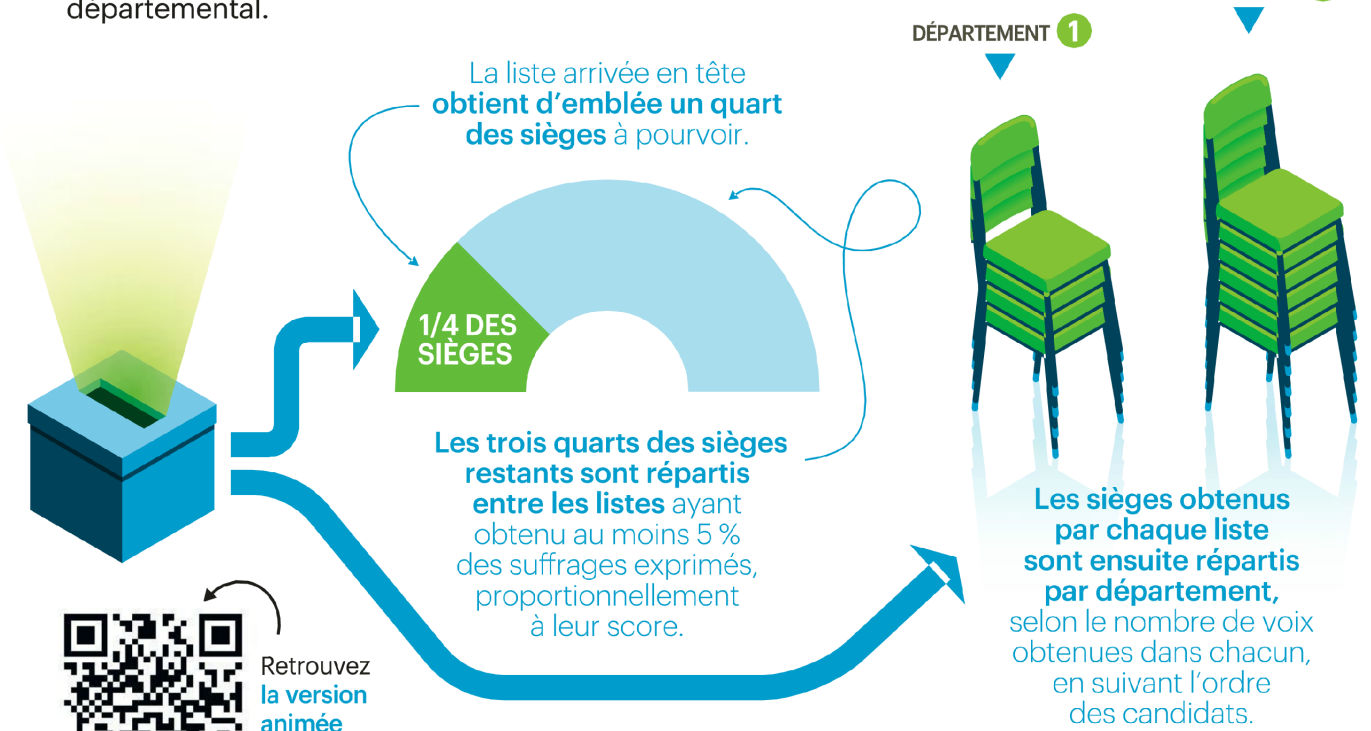 départemental.
DÉPARTEMENT 1
La liste arrivée en tête
obtient d’emblée un quart
des sièges à pourvoir.
1/4 DES
SIÈGES
Les trois quarts des sièges
restants sont répartis
entre les listes ayant
obtenu au moins 5 %
des suffrages exprimés,
proportionnellement
à leur score.
Les sièges obtenus
par chaque liste
sont ensuite répartis
par département,
selon le nombre de voix
obtenues dans chacun,
en suivant l’ordre
des candidats.
Retrouvez
la version
animée